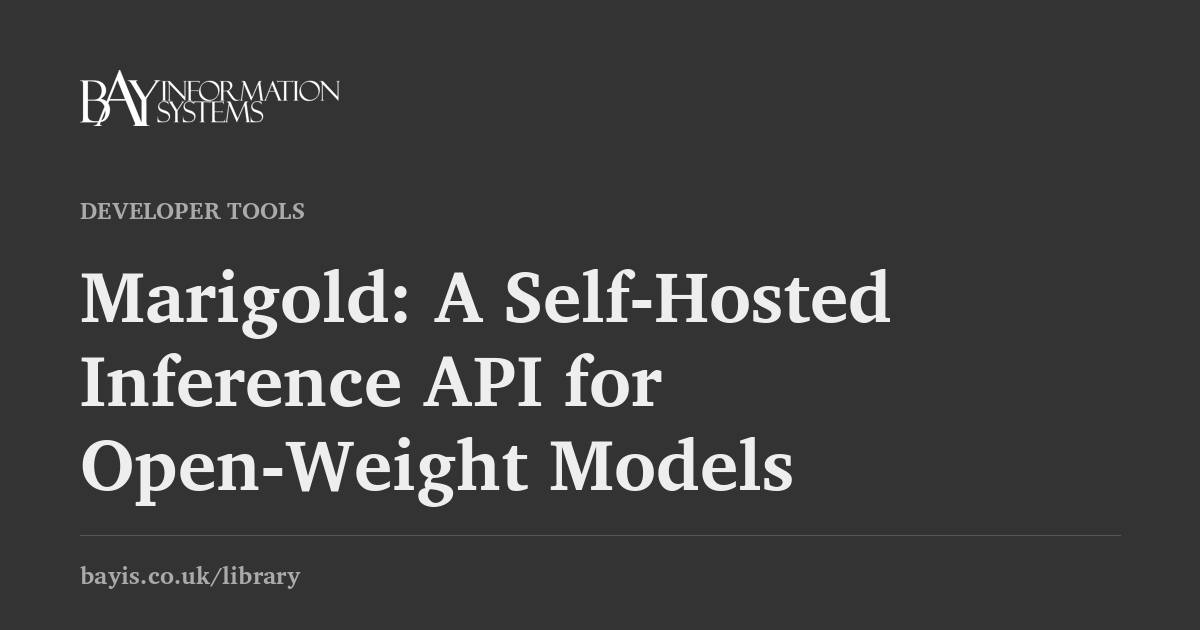 BAY INFORMATION
SYSTEMS
DEVELOPER TOOLS
Marigold: A Self-Hosted
Inference API for
Open-Weight Models
bayis.co.uk/library